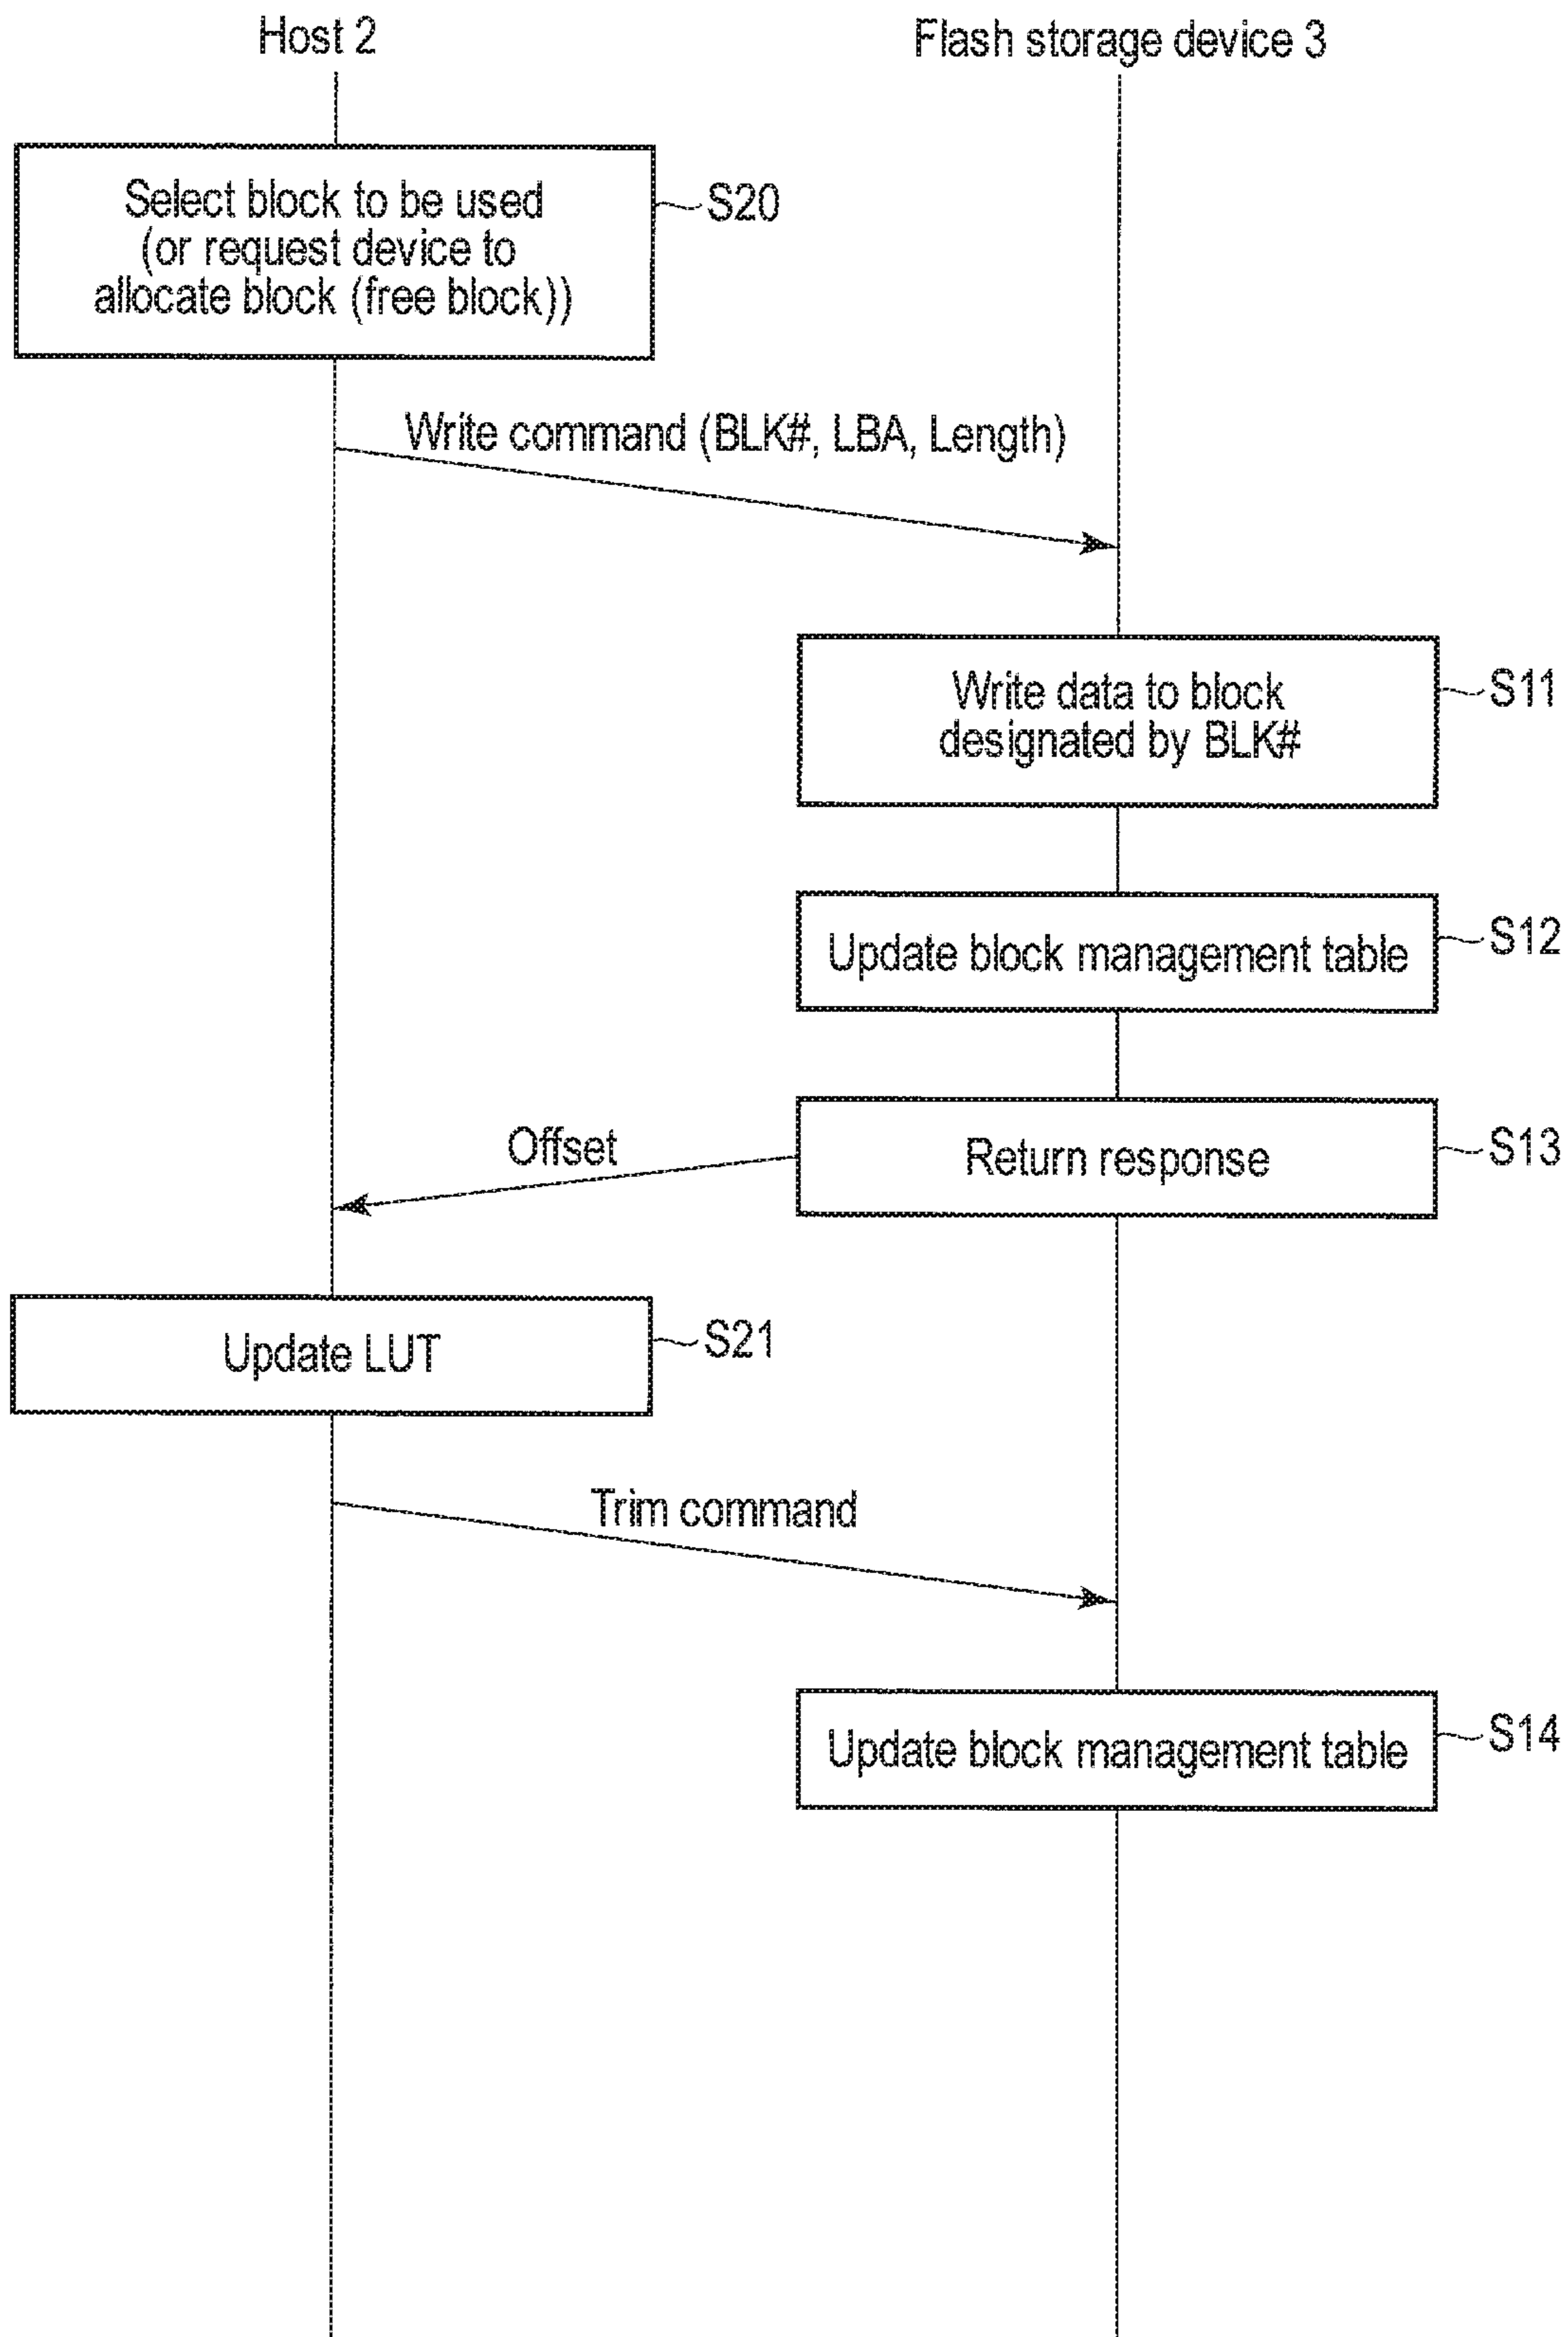 Host 2
Flash storage device 3
Select block to be used
(or request device to
allocate block (free block))
S20
Write command (BLK#, LBA, Length)
Write data to block
designated by BLK#
S11
Update block management table
S12
Offset
Return response
S13
Update LUT
S21
Trim command
Update block management table
S14